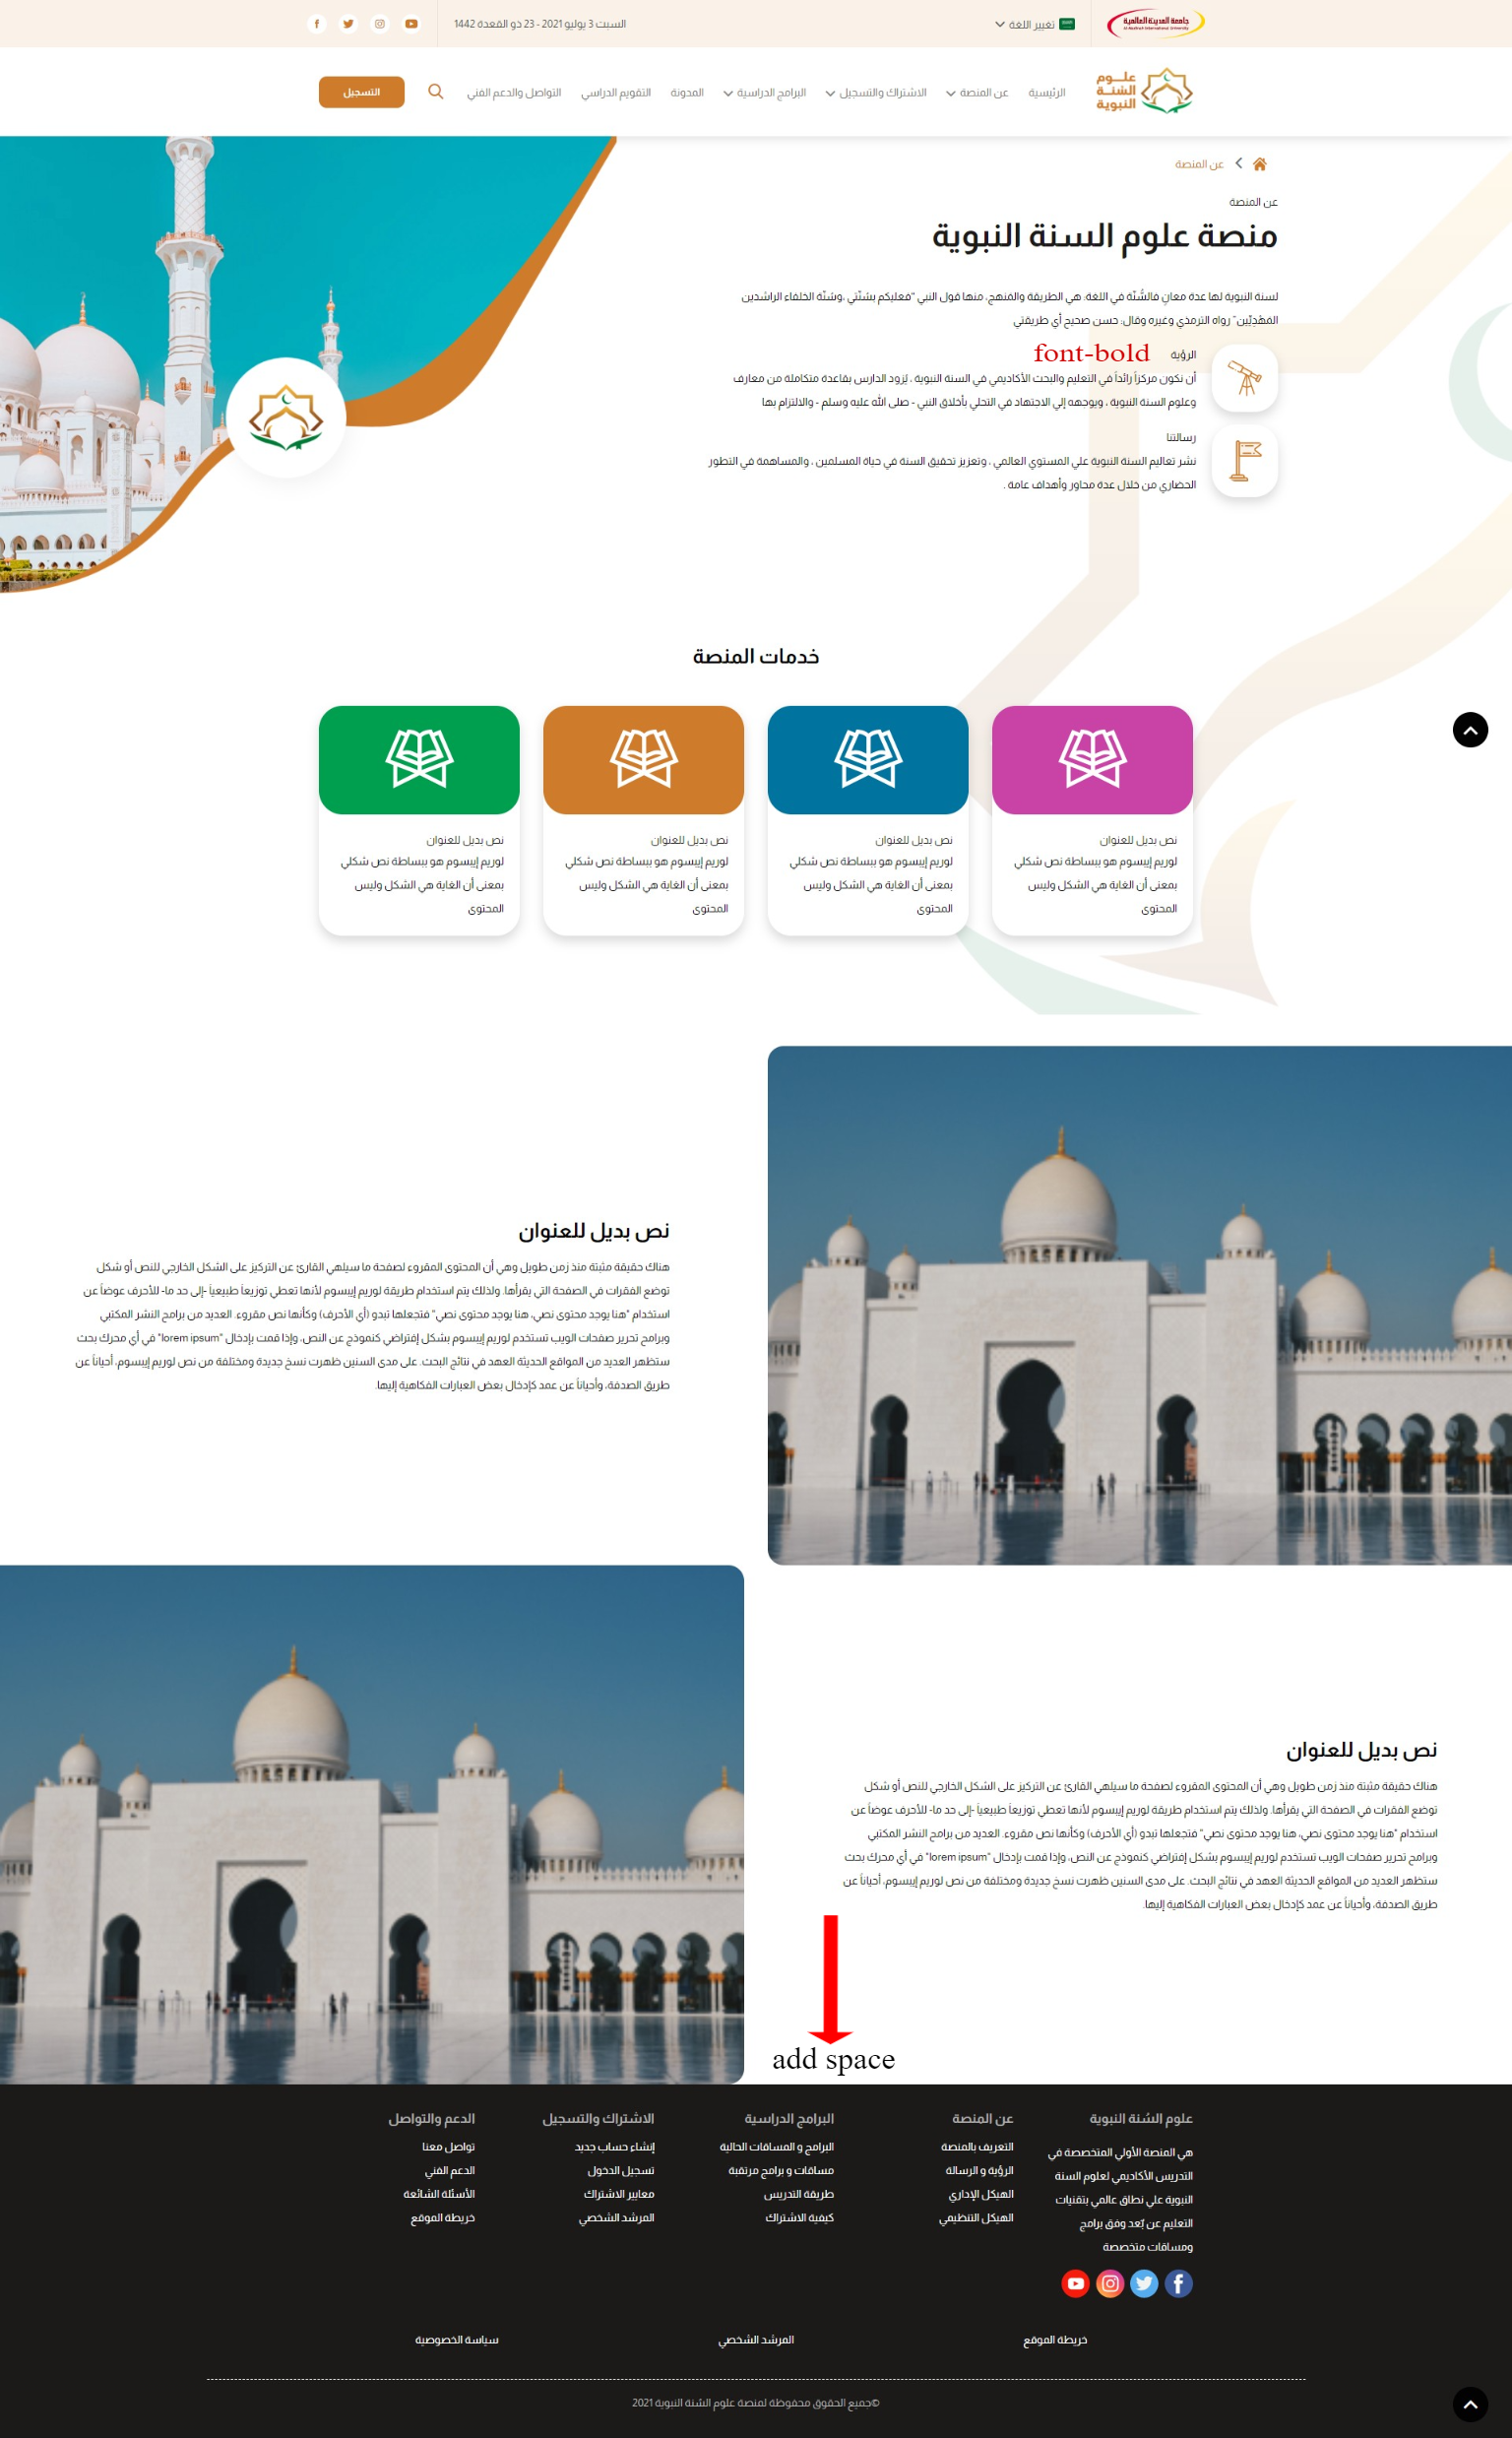 جامعة المدينة العالمية
Al-Madinah International University
تغيير اللغة
السبت 3 يوليو 2021 - 23 ذو القعدة 1442
علــوم
السُنـة
النبوية
الرئيسية
عن المنصة
الاشتراك والتسجيل
البرامج الدراسية
المدونة
التقويم الدراسي
التواصل والدعم الفني
التسجيل
عن المنصة
عن المنصة
منصة علوم السنة النبوية
لسنة النبوية لها عدة معانٍ فالسُّنّة في اللغة: هي الطريقة والمنهج، منها قول النبي "فعليكم بسنّتي ،وسُنّة الخلفاء الراشدين
المهْدِيّين" رواه الترمذي وغيره وقال: حسن صحيح أي طريقتي
الرؤية
font-bold
أن نكون مركزاً رائداً في التعليم والبحث الأكاديمي في السنة النبوية ، يُزود الدارس بقاعدة متكاملة من معارف
وعلوم السنة النبوية ، ويوجهه إلي الاجتهاد في التحلي بأخلاق النبي - صلى الله عليه وسلم - والالتزام بها
رسالتنا
نشر تعاليم السنة النبوية علي المستوي العالمي ، وتعزيز تحقيق السنة في حياة المسلمين ، والمساهمة في التطور
الحضاري من خلال عدة محاور وأهداف عامة .
خدمات المنصة
نص بديل للعنوان
لوريم إيبسوم هو ببساطة نص شكلي
بمعنى أن الغاية هي الشكل وليس
المحتوى
نص بديل للعنوان
لوريم إيبسوم هو ببساطة نص شكلي
بمعنى أن الغاية هي الشكل وليس
المحتوى
نص بديل للعنوان
لوريم إيبسوم هو ببساطة نص شكلي
بمعنى أن الغاية هي الشكل وليس
المحتوى
نص بديل للعنوان
لوريم إيبسوم هو ببساطة نص شكلي
بمعنى أن الغاية هي الشكل وليس
المحتوى
نص بديل للعنوان
هناك حقيقة مثبتة منذ زمن طويل وهي أن المحتوى المقروء لصفحة ما سيلهي القارئ عن التركيز على الشكل الخارجي للنص أو شكل
توضع الفقرات في الصفحة التي يقرأها. ولذلك يتم استخدام طريقة لوريم إيبسوم لأنها تعطي توزيعاَ طبيعياَ -إلى حد ما- للأحرف عوضاً عن
استخدام "هنا يوجد محتوى نصي، هنا يوجد محتوى نصي" فتجعلها تبدو (أي الأحرف) وكأنها نص مقروء. العديد من برامح النشر المكتبي
وبرامح تحرير صفحات الويب تستخدم لوريم إيبسوم بشكل إفتراضي كنموذج عن النص، وإذا قمت بإدخال "lorem ipsum" في أي محرك بحث
ستظهر العديد من المواقع الحديثة العهد في نتائج البحث. على مدى السنين ظهرت نسخ جديدة ومختلفة من نص لوريم إيبسوم، أحياناً عن
طريق الصدفة، وأحياناً عن عمد كإدخال بعض العبارات الفكاهية إليها.
نص بديل للعنوان
هناك حقيقة مثبتة منذ زمن طويل وهي أن المحتوى المقروء لصفحة ما سيلهي القارئ عن التركيز على الشكل الخارجي للنص أو شكل
توضع الفقرات في الصفحة التي يقرأها. ولذلك يتم استخدام طريقة لوريم إيبسوم لأنها تعطي توزيعاَ طبيعياَ -إلى حد ما- للأحرف عوضاً عن
استخدام "هنا يوجد محتوى نصي، هنا يوجد محتوى نصي" فتجعلها تبدو (أي الأحرف) وكأنها نص مقروء. العديد من برامح النشر المكتبي
وبرامح تحرير صفحات الويب تستخدم لوريم إيبسوم بشكل إفتراضي كنموذج عن النص، وإذا قمت بإدخال "lorem ipsum" في أي محرك بحث
ستظهر العديد من المواقع الحديثة العهد في نتائج البحث. على مدى السنين ظهرت نسخ جديدة ومختلفة من نص لوريم إيبسوم، أحياناً عن
طريق الصدفة، وأحياناً عن عمد كإدخال بعض العبارات الفكاهية إليها.
add space
علوم السُنة النبوية
هي المنصة الأولي المتخصصة في
التدريس الأكاديمي لعلوم السنة
النبوية علي نطاق عالمي بتقنيات
التعليم عن بُعد وفق برامج
ومساقات متخصصة
عن المنصة
التعريف بالمنصة
الرؤية و الرسالة
الهيكل الإداري
الهيكل التنظيمي
البرامج الدراسية
البرامج و المساقات الحالية
مساقات و برامج مرتقبة
طريقة التدريس
كيفية الاشتراك
الاشتراك والتسجيل
إنشاء حساب جديد
تسجيل الدخول
معايير الاشتراك
المرشد الشخصي
الدعم والتواصل
تواصل معنا
الدعم الفني
الأسئلة الشائعة
خريطة الموقع
خريطة الموقع
المرشد الشخصي
سياسة الخصوصية
©جميع الحقوق محفوظة لمنصة علوم السُنة النبوية 2021